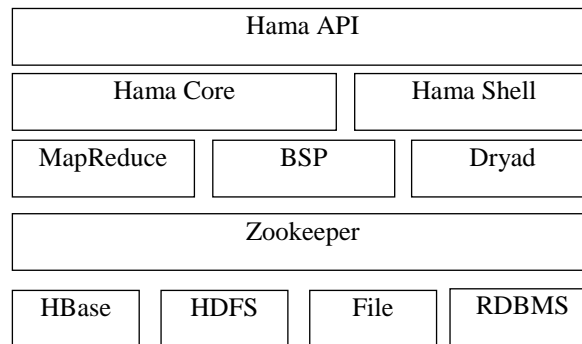 Hama API
Hama Core Hama Shell
MapReduce BSP Dryad
Zookeeper
HBase HDFS File RDBMS